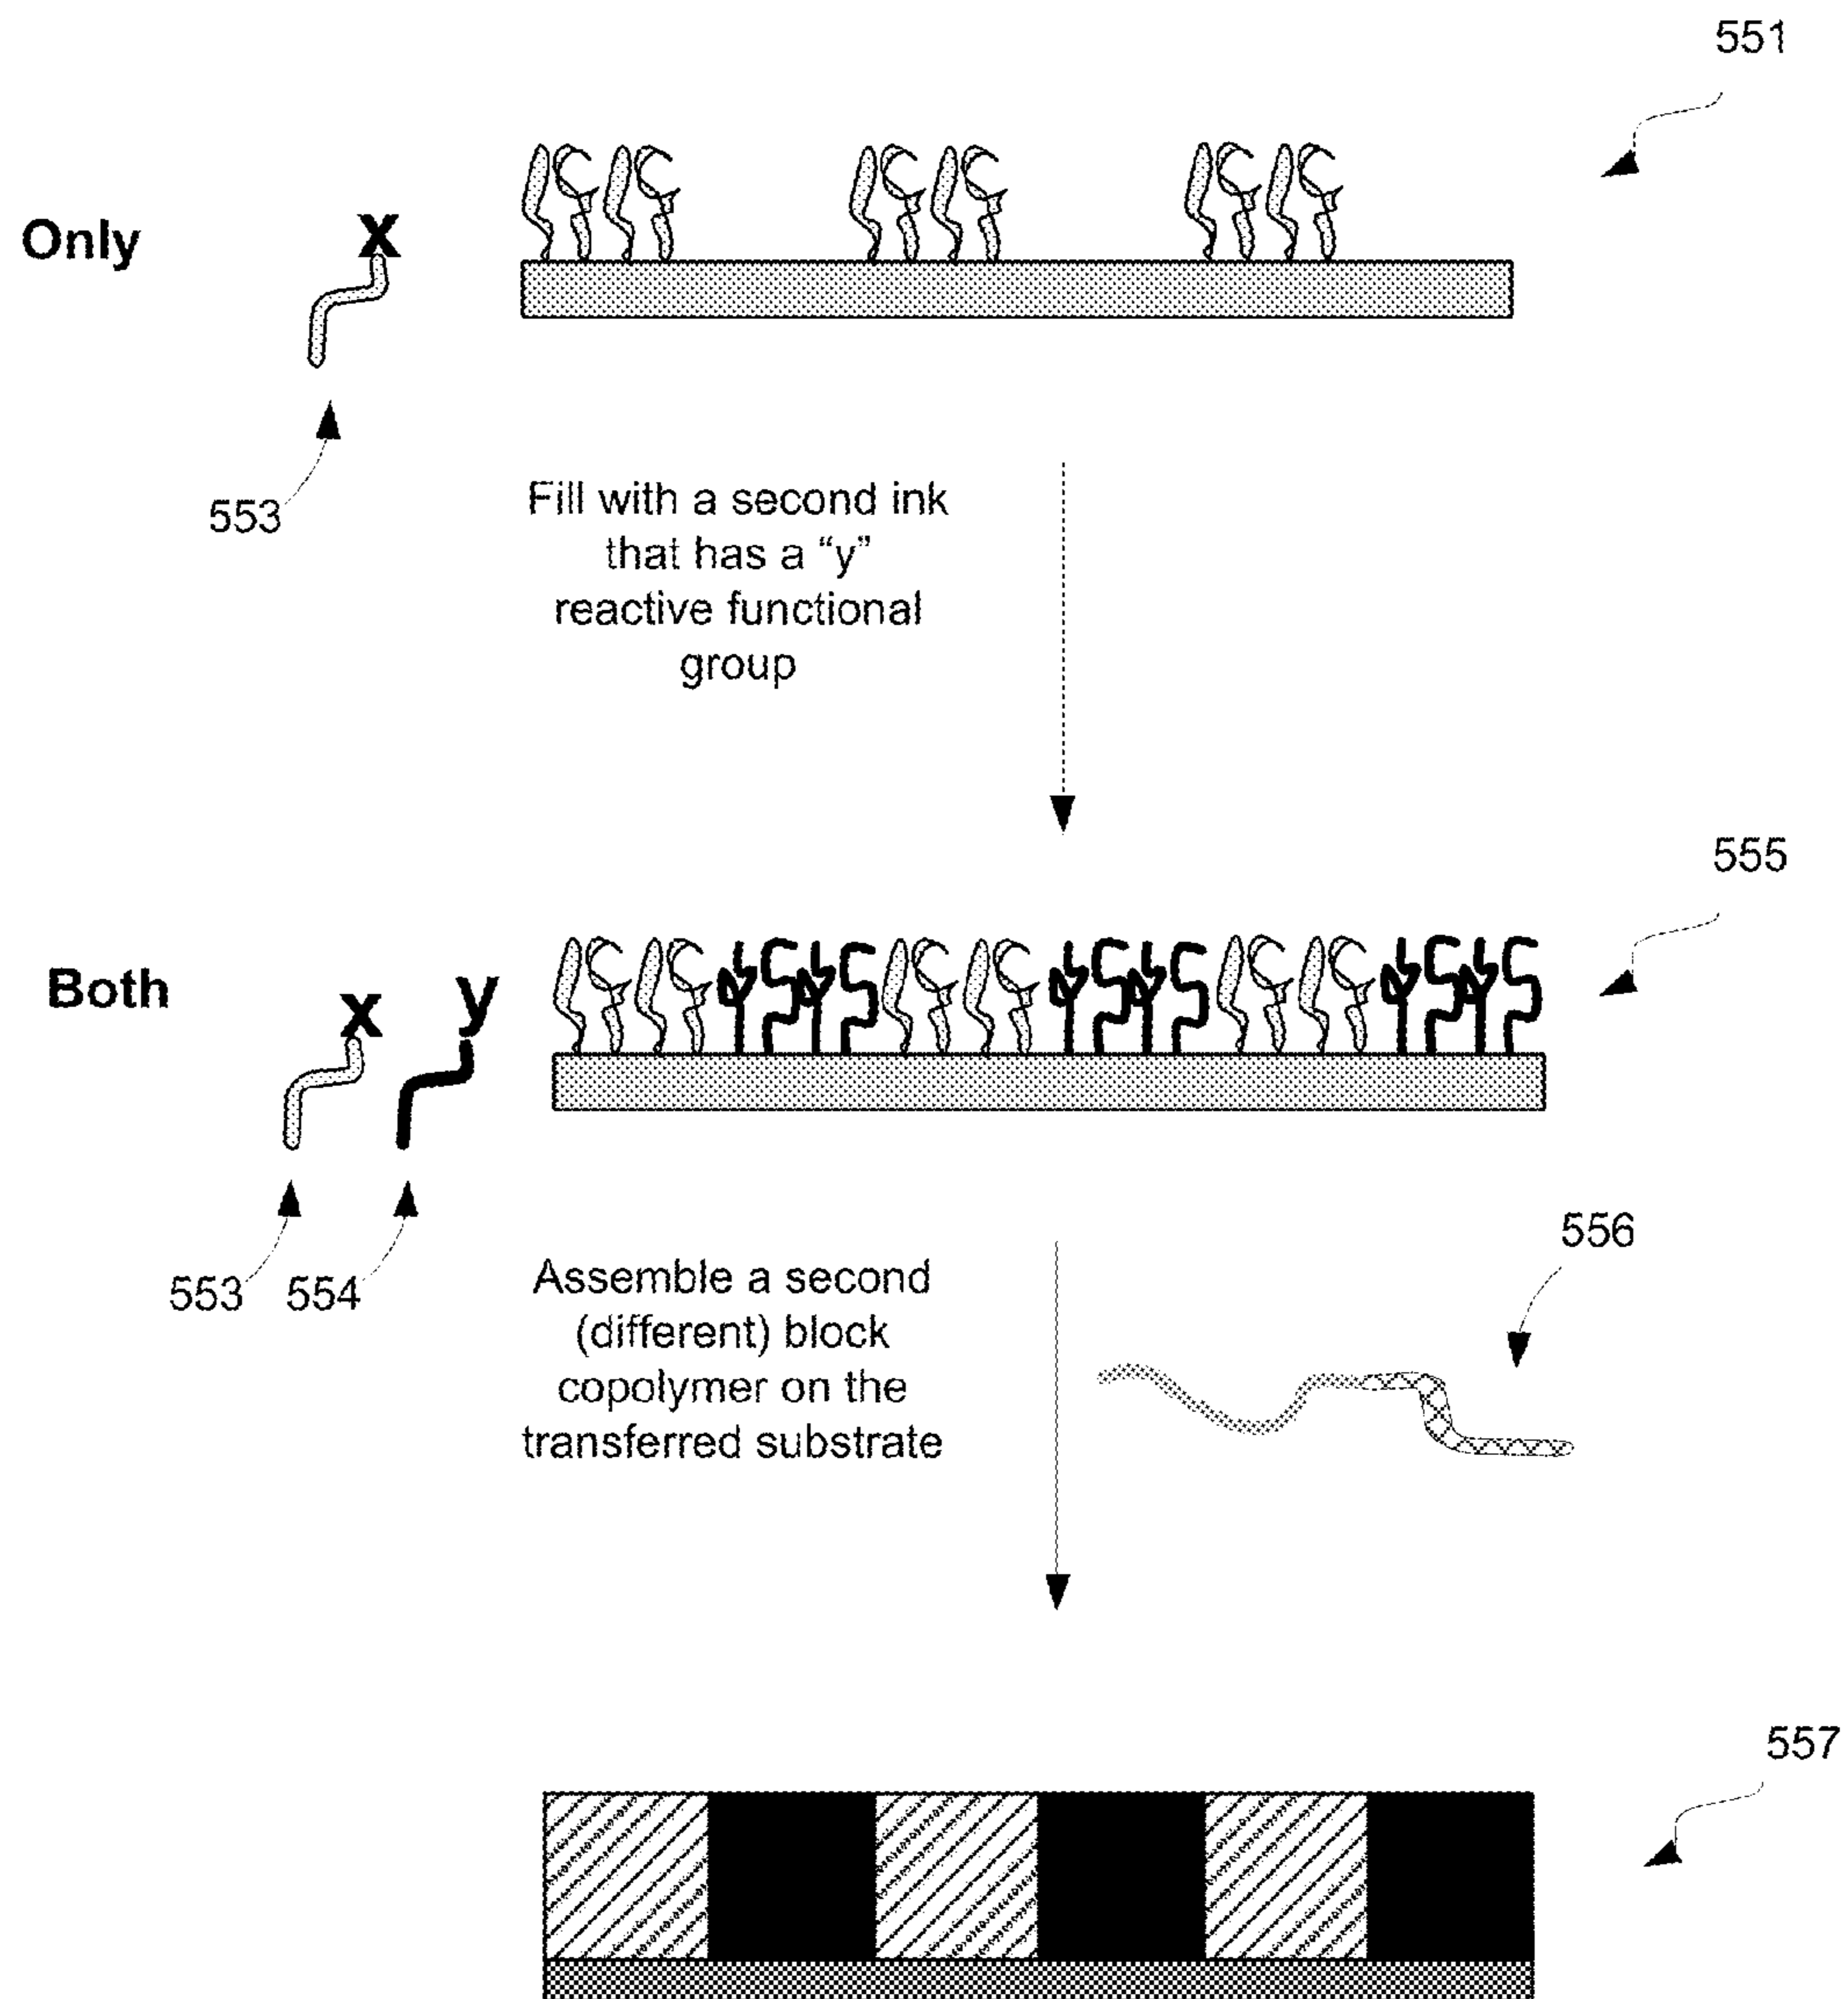 551
Only
x
553
Fill with a second ink
that has a “y”
reactive functional
group
555
Both
x
y
553
554
556
Assemble a second
(different) block
copolymer on the
transferred substrate
557